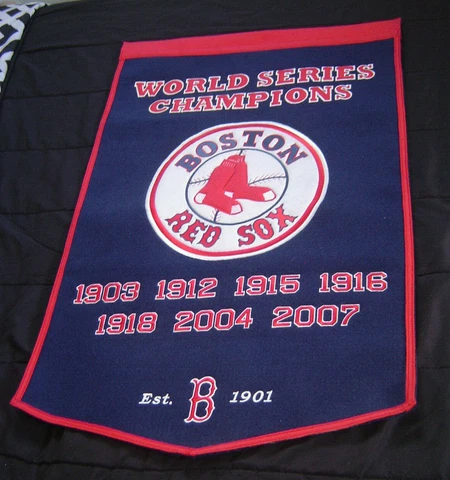 WORLD SERIES
CHAMPIONS
BOSTON
RED SOX
1903 1912 1915 1916
1918 2004 2007
Est. B 1901